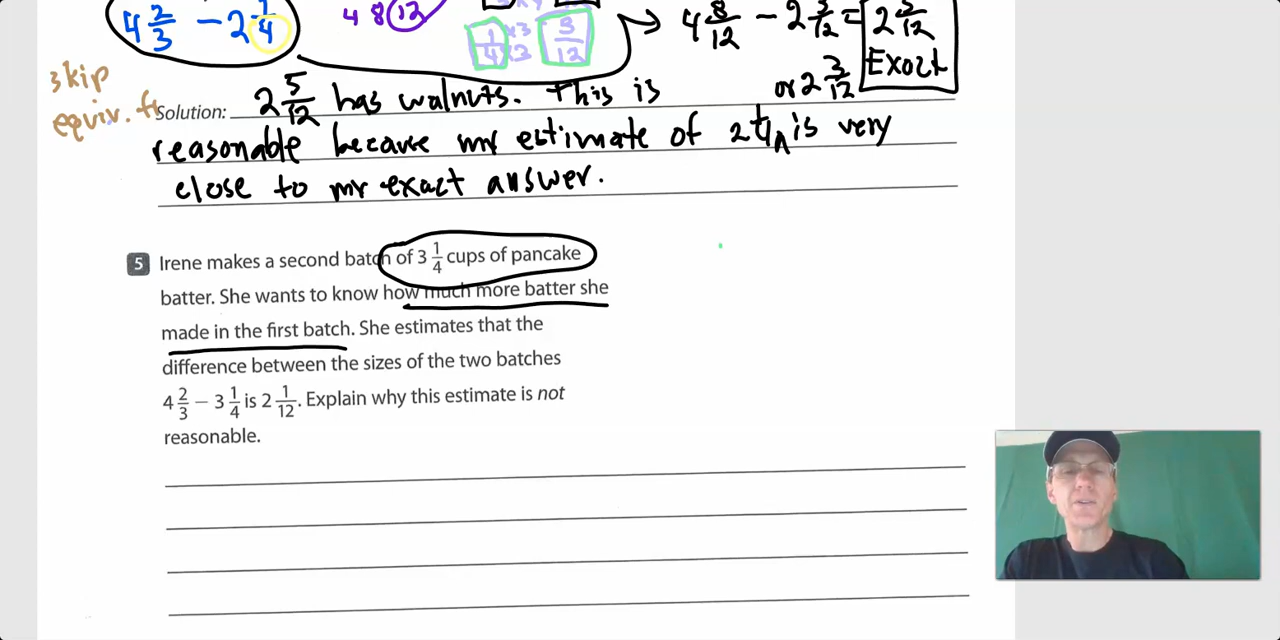 4 2/3 - 2 1/4
4 8 12
1/4 x3 x3 3/12
4 8/12 - 2 3/12 = 2 5/12
Exact
or 2 3/12
skip
equiv. fr
Solution: 2 5/12 has walnuts. This is
reasonable because my estimate of 2 is very
close to my exact answer.
5 Irene makes a second batch of 3 1/4 cups of pancake
batter. She wants to know how much more batter she
made in the first batch. She estimates that the
difference between the sizes of the two batches
4 2/3 - 3 1/4 is 2 1/12. Explain why this estimate is not
reasonable.